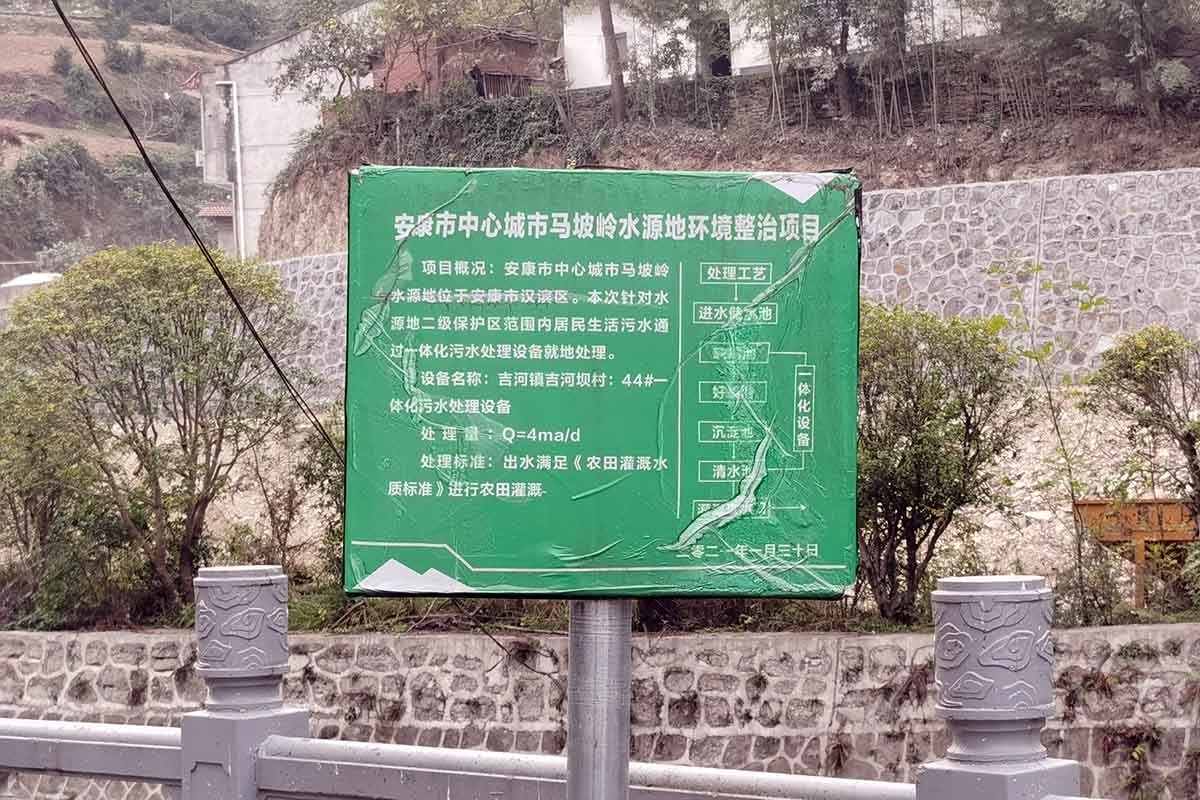 安康市中心城市马坡岭水源地环境整治项目
项目概况：安康市中心城市马坡岭
水源地位于安康市汉滨区。本次针对水
源地二级保护区范围内居民生活污水通
过一体化污水处理设备就地处理。
设备名称：吉河镇吉河坝村：44#一
体化污水处理设备
处理量：Q=4ma/d
处理标准：出水满足《农田灌溉水
质标准》进行农田灌溉
处理工艺
进水储水池
沉淀池
清水池
一体化设备
二零二一年一月三十日